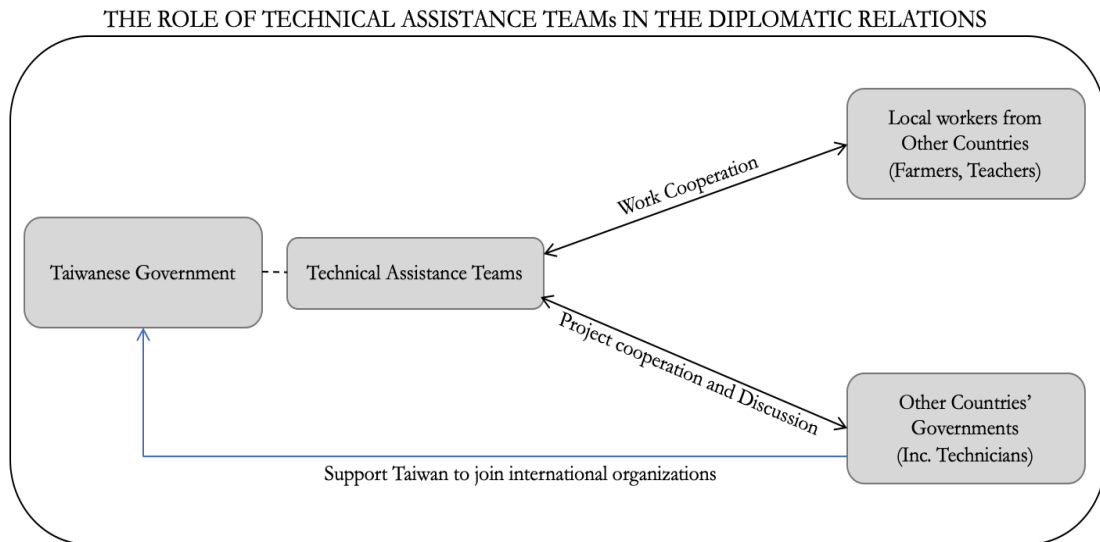 THE ROLE OF TECHNICAL ASSISTANCE TEAMs IN THE DIPLOMATIC RELATIONS
Local workers from
Other Countries
(Farmers, Teachers)
Work Cooperation
Taiwanese Government
Technical Assistance Teams
Project cooperation and Discussion
Other Countries’
Governments
(Inc. Technicians)
Support Taiwan to join international organizations